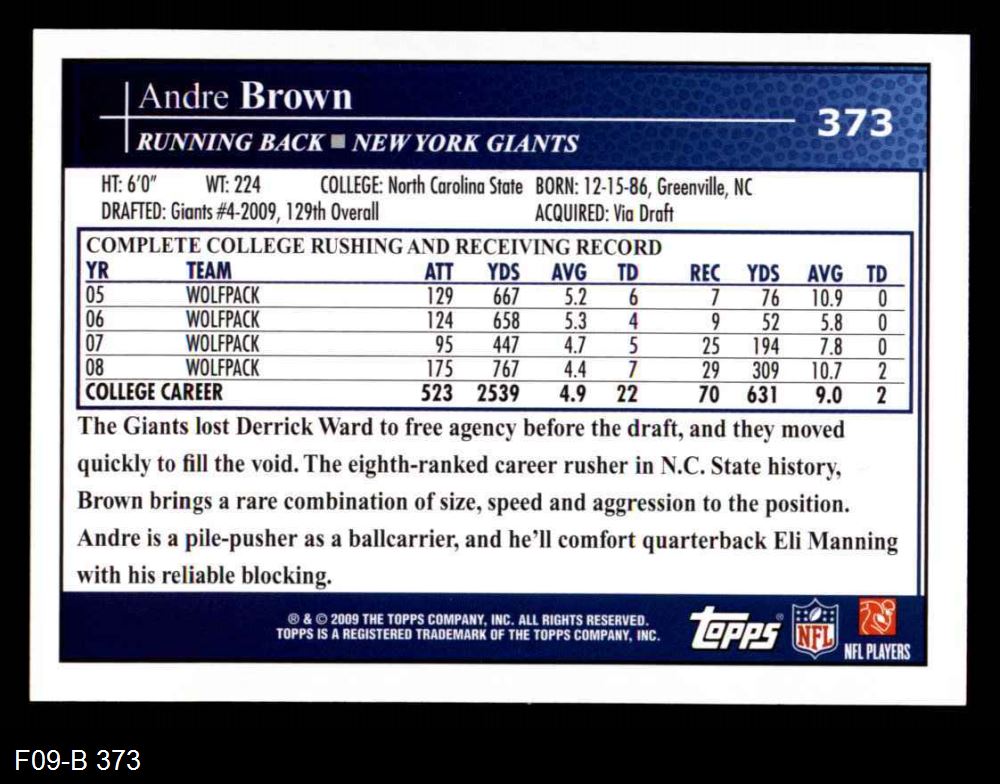 Andre Brown
373
RUNNING BACK ■ NEW YORK GIANTS
HT: 6'0" WT: 224 COLLEGE: North Carolina State BORN: 12-15-86, Greenville, NC
DRAFTED: Giants #4-2009, 129th Overall ACQUIRED: Via Draft
COMPLETE COLLEGE RUSHING AND RECEIVING RECORD
YR TEAM ATT YDS AVG TD REC YDS AVG TD
05 WOLFPACK 129 667 5.2 6 7 76 10.9 0
06 WOLFPACK 124 658 5.3 4 9 52 5.8 0
07 WOLFPACK 95 447 4.7 5 25 194 7.8 0
08 WOLFPACK 175 767 4.4 7 29 309 10.7 2
COLLEGE CAREER 523 2539 4.9 22 70 631 9.0 2
The Giants lost Derrick Ward to free agency before the draft, and they moved
quickly to fill the void. The eighth-ranked career rusher in N.C. State history,
Brown brings a rare combination of size, speed and aggression to the position.
Andre is a pile-pusher as a ballcarrier, and he'll comfort quarterback Eli Manning
with his reliable blocking.
® & © 2009 THE TOPPS COMPANY, INC. ALL RIGHTS RESERVED.
TOPPS IS A REGISTERED TRADEMARK OF THE TOPPS COMPANY, INC.
Topps®
NFL
NFL PLAYERS
F09-B 373